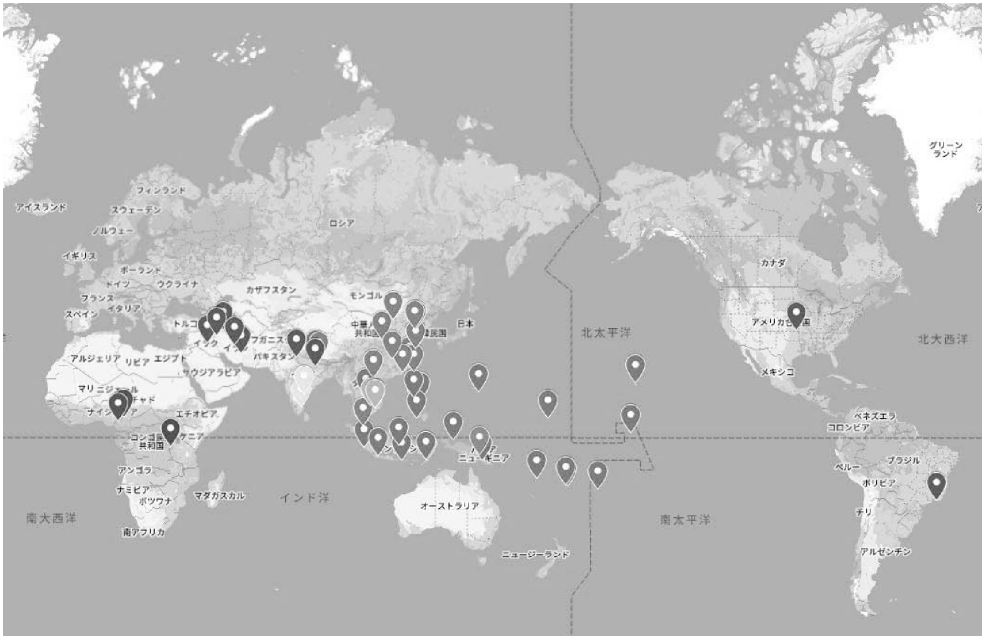 グリーン
ランド
アイスランド
フィンランド
スウェーデン
ノルウェー
ロシア
イギリス
ポーランド
ドイツ
ウクライナ
フランス
イタリア
スペイン
カザフスタン
モンゴル
カナダ
日本
北太平洋
北大西洋
パキスタン
アルジェリア
リビア
エジプト
サウジアラビア
メキシコ
マリ
ニジェール
チャド
エチオピア
ベネズエラ
コロンビア
共和国
ニューギニア
ペルー
ブラジル
アンゴラ
ボリビア
ナミビア
ボツワナ
マダガスカル
インド洋
オーストラリア
チリ
南大西洋
南太平洋
南アフリカ
ニュージーランド
アルゼンチン